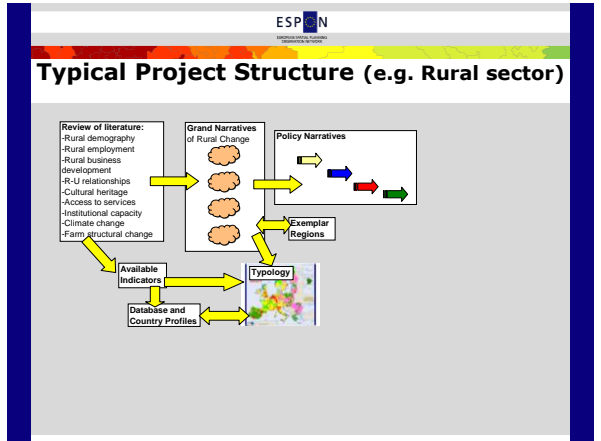 ESPON
EUROPEAN SPATIAL PLANNING
OBSERVATION NETWORK
Typical Project Structure (e.g. Rural sector)
Review of literature:
-Rural demography
-Rural employment
-Rural business
development
-R-U relationships
-Cultural heritage
-Access to services
-Institutional capacity
-Climate change
-Farm structural change
Grand Narratives
of Rural Change
Policy Narratives
Exemplar
Regions
Available
Indicators
Typology
Database and
Country Profiles